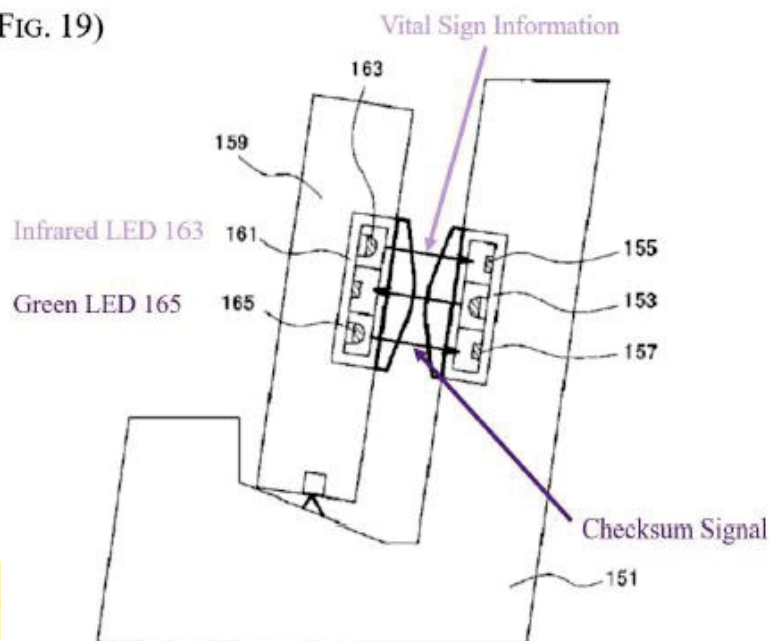 FIG. 19)
Vital Sign Information
163
159
Infrared LED 163
161
155
Green LED 165
165
153
157
Checksum Signal
151